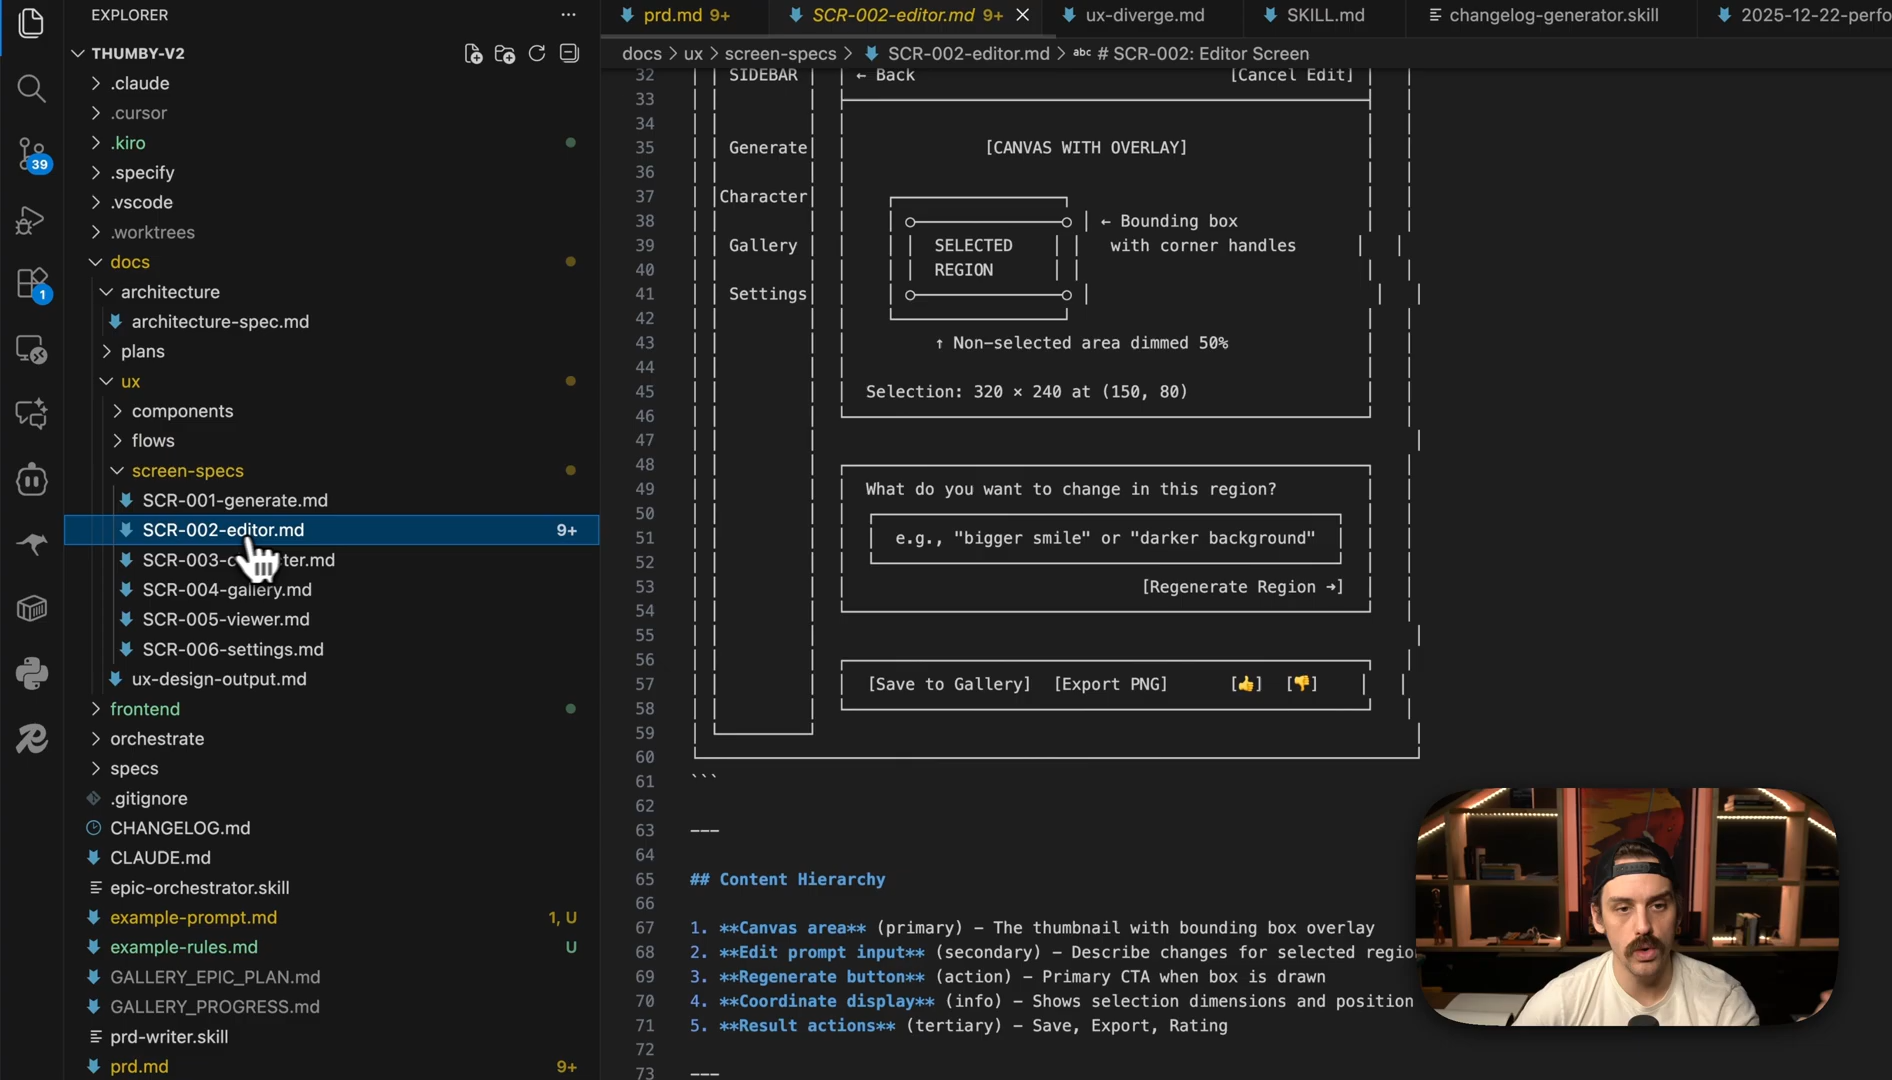 EXPLORER
THUMBY-V2
.claude
.cursor
.kiro
.specify
.vscode
.worktrees
docs
architecture
architecture-spec.md
plans
ux
components
flows
screen-specs
SCR-001-generate.md
SCR-002-editor.md 9+
SCR-003-c ter.md
SCR-004-gallery.md
SCR-005-viewer.md
SCR-006-settings.md
ux-design-output.md
frontend
orchestrate
specs
.gitignore
CHANGELOG.md
CLAUDE.md
epic-orchestrator.skill
example-prompt.md 1, U
example-rules.md U
GALLERY_EPIC_PLAN.md
GALLERY_PROGRESS.md
prd-writer.skill
prd.md 9+
39
1
prd.md 9+
SCR-002-editor.md 9+
ux-diverge.md
SKILL.md
changelog-generator.skill
2025-12-22-perfo
docs > ux > screen-specs > SCR-002-editor.md > abc # SCR-002: Editor Screen
32 SIDEBAR ← Back [Cancel Edit]
33
34
35 Generate [CANVAS WITH OVERLAY]
36
37 Character
38 ← Bounding box
39 Gallery SELECTED with corner handles
40 REGION
41 Settings
42
43 ↑ Non-selected area dimmed 50%
44
45 Selection: 320 × 240 at (150, 80)
46
47
48
49 What do you want to change in this region?
50
51 e.g., "bigger smile" or "darker background"
52
53 [Regenerate Region →]
54
55
56
57 [Save to Gallery] [Export PNG] [👍] [👎]
58
59
60
61 ```
62
63 ---
64
65 ## Content Hierarchy
66
67 1. **Canvas area** (primary) - The thumbnail with bounding box overlay
68 2. **Edit prompt input** (secondary) - Describe changes for selected regio
69 3. **Regenerate button** (action) - Primary CTA when box is drawn
70 4. **Coordinate display** (info) - Shows selection dimensions and position
71 5. **Result actions** (tertiary) - Save, Export, Rating
72
73 ---